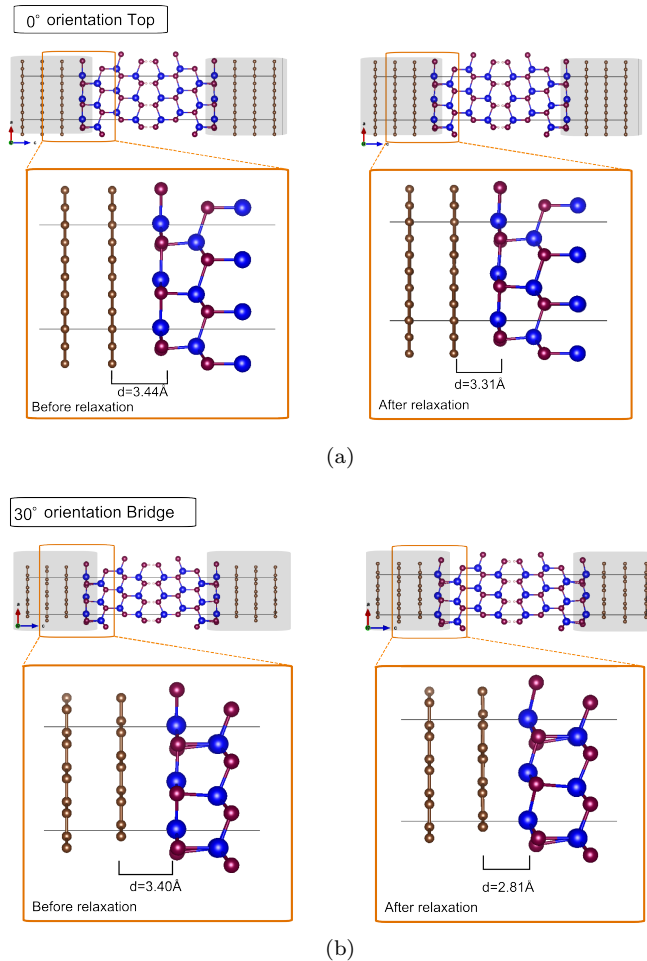 0° orientation Top
a
c
a
c
d=3.44Å
Before relaxation
d=3.31Å
After relaxation
(a)
30° orientation Bridge
a
c
a
c
d=3.40Å
Before relaxation
d=2.81Å
After relaxation
(b)